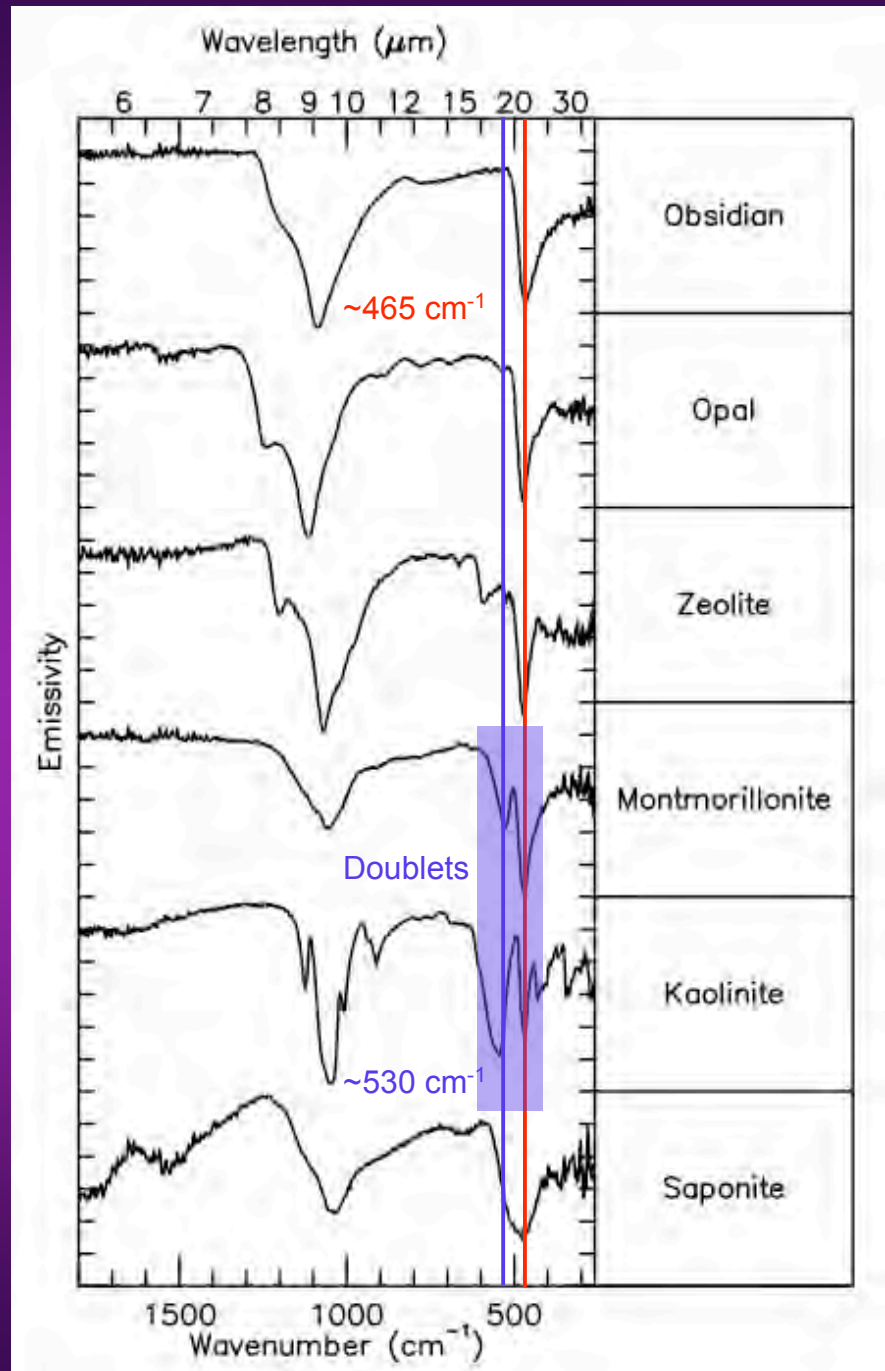 Wavelength (μm)
6 7 8 9 10 12 15 20 30
Obsidian
~465 cm⁻¹
Opal
Zeolite
Emissivity
Montmorillonite
Doublets
Kaolinite
~530 cm⁻¹
Saponite
1500 1000 500
Wavenumber (cm⁻¹)